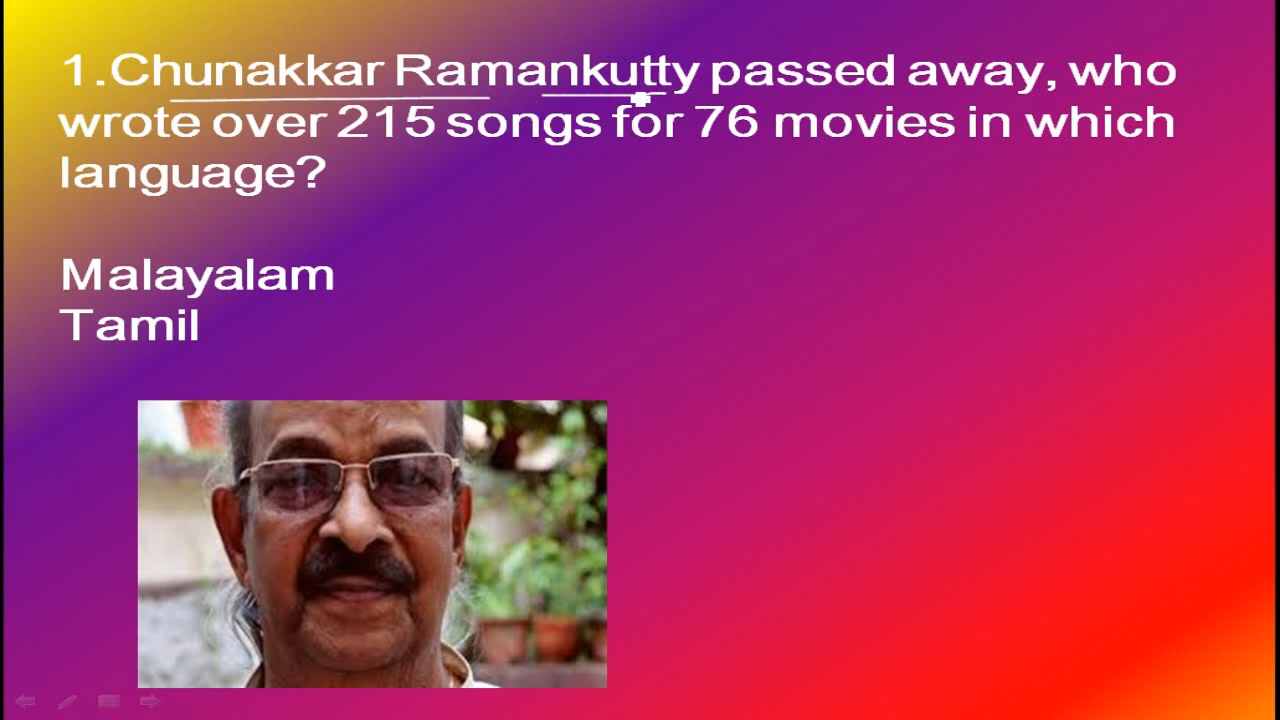 1.Chunakkar Ramankutty passed away, who
wrote over 215 songs for 76 movies in which
language?
Malayalam
Tamil